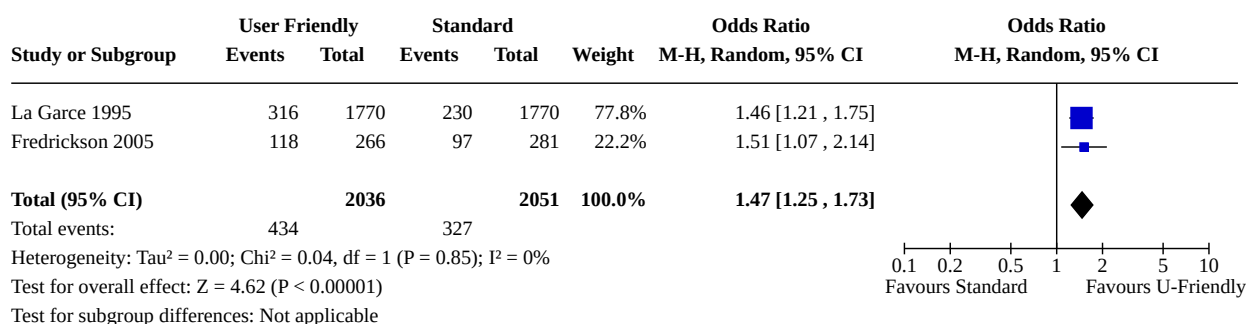 User Friendly Standard Odds Ratio Odds Ratio
Study or Subgroup Events Total Events Total Weight M-H, Random, 95% CI M-H, Random, 95% CI
La Garce 1995 316 1770 230 1770 77.8% 1.46 [1.21 , 1.75]
Fredrickson 2005 118 266 97 281 22.2% 1.51 [1.07 , 2.14]
Total (95% CI) 2036 2051 100.0% 1.47 [1.25 , 1.73]
Total events: 434 327
Heterogeneity: Tau² = 0.00; Chi² = 0.04, df = 1 (P = 0.85); I² = 0%
0.1 0.2 0.5 1 2 5 10
Test for overall effect: Z = 4.62 (P < 0.00001) Favours Standard Favours U-Friendly
Test for subgroup differences: Not applicable